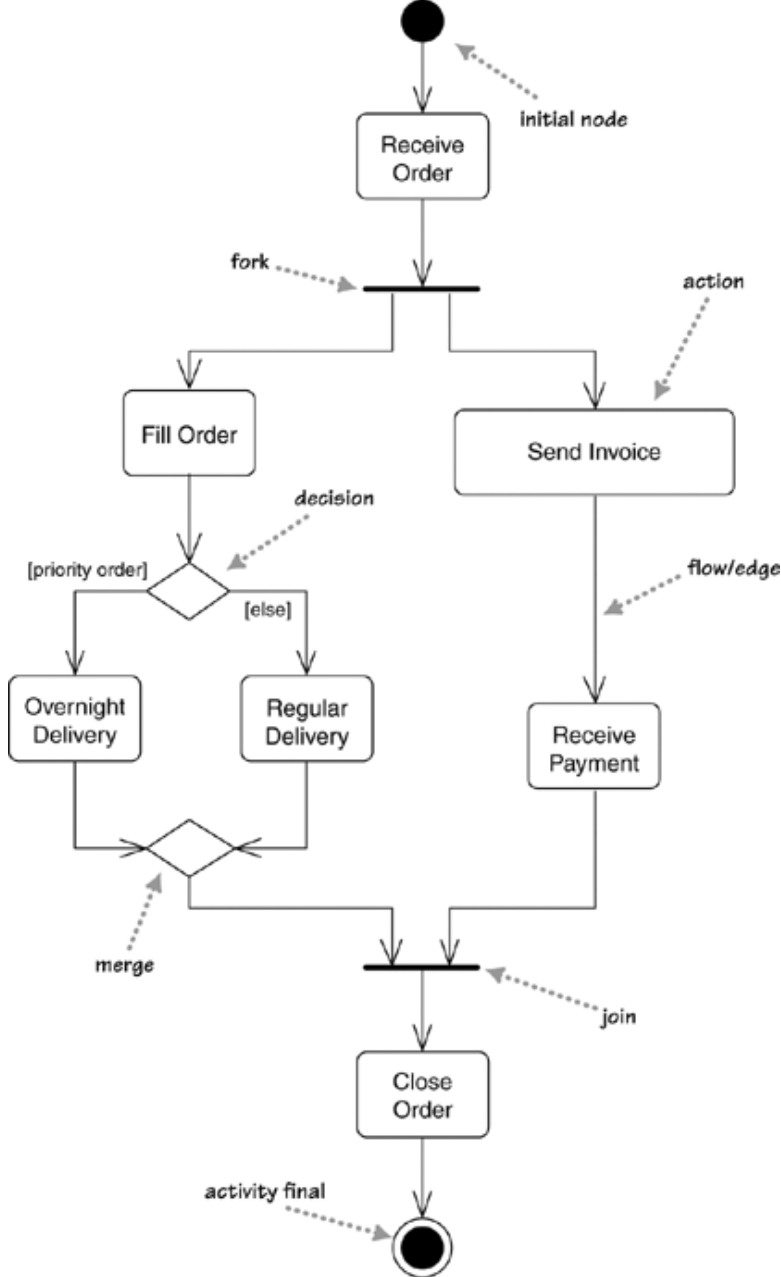 initial node
Receive
Order
fork
action
Fill Order
Send Invoice
decision
[priority order]
[else]
flow/edge
Overnight
Delivery
Regular
Delivery
Receive
Payment
merge
join
Close
Order
activity final